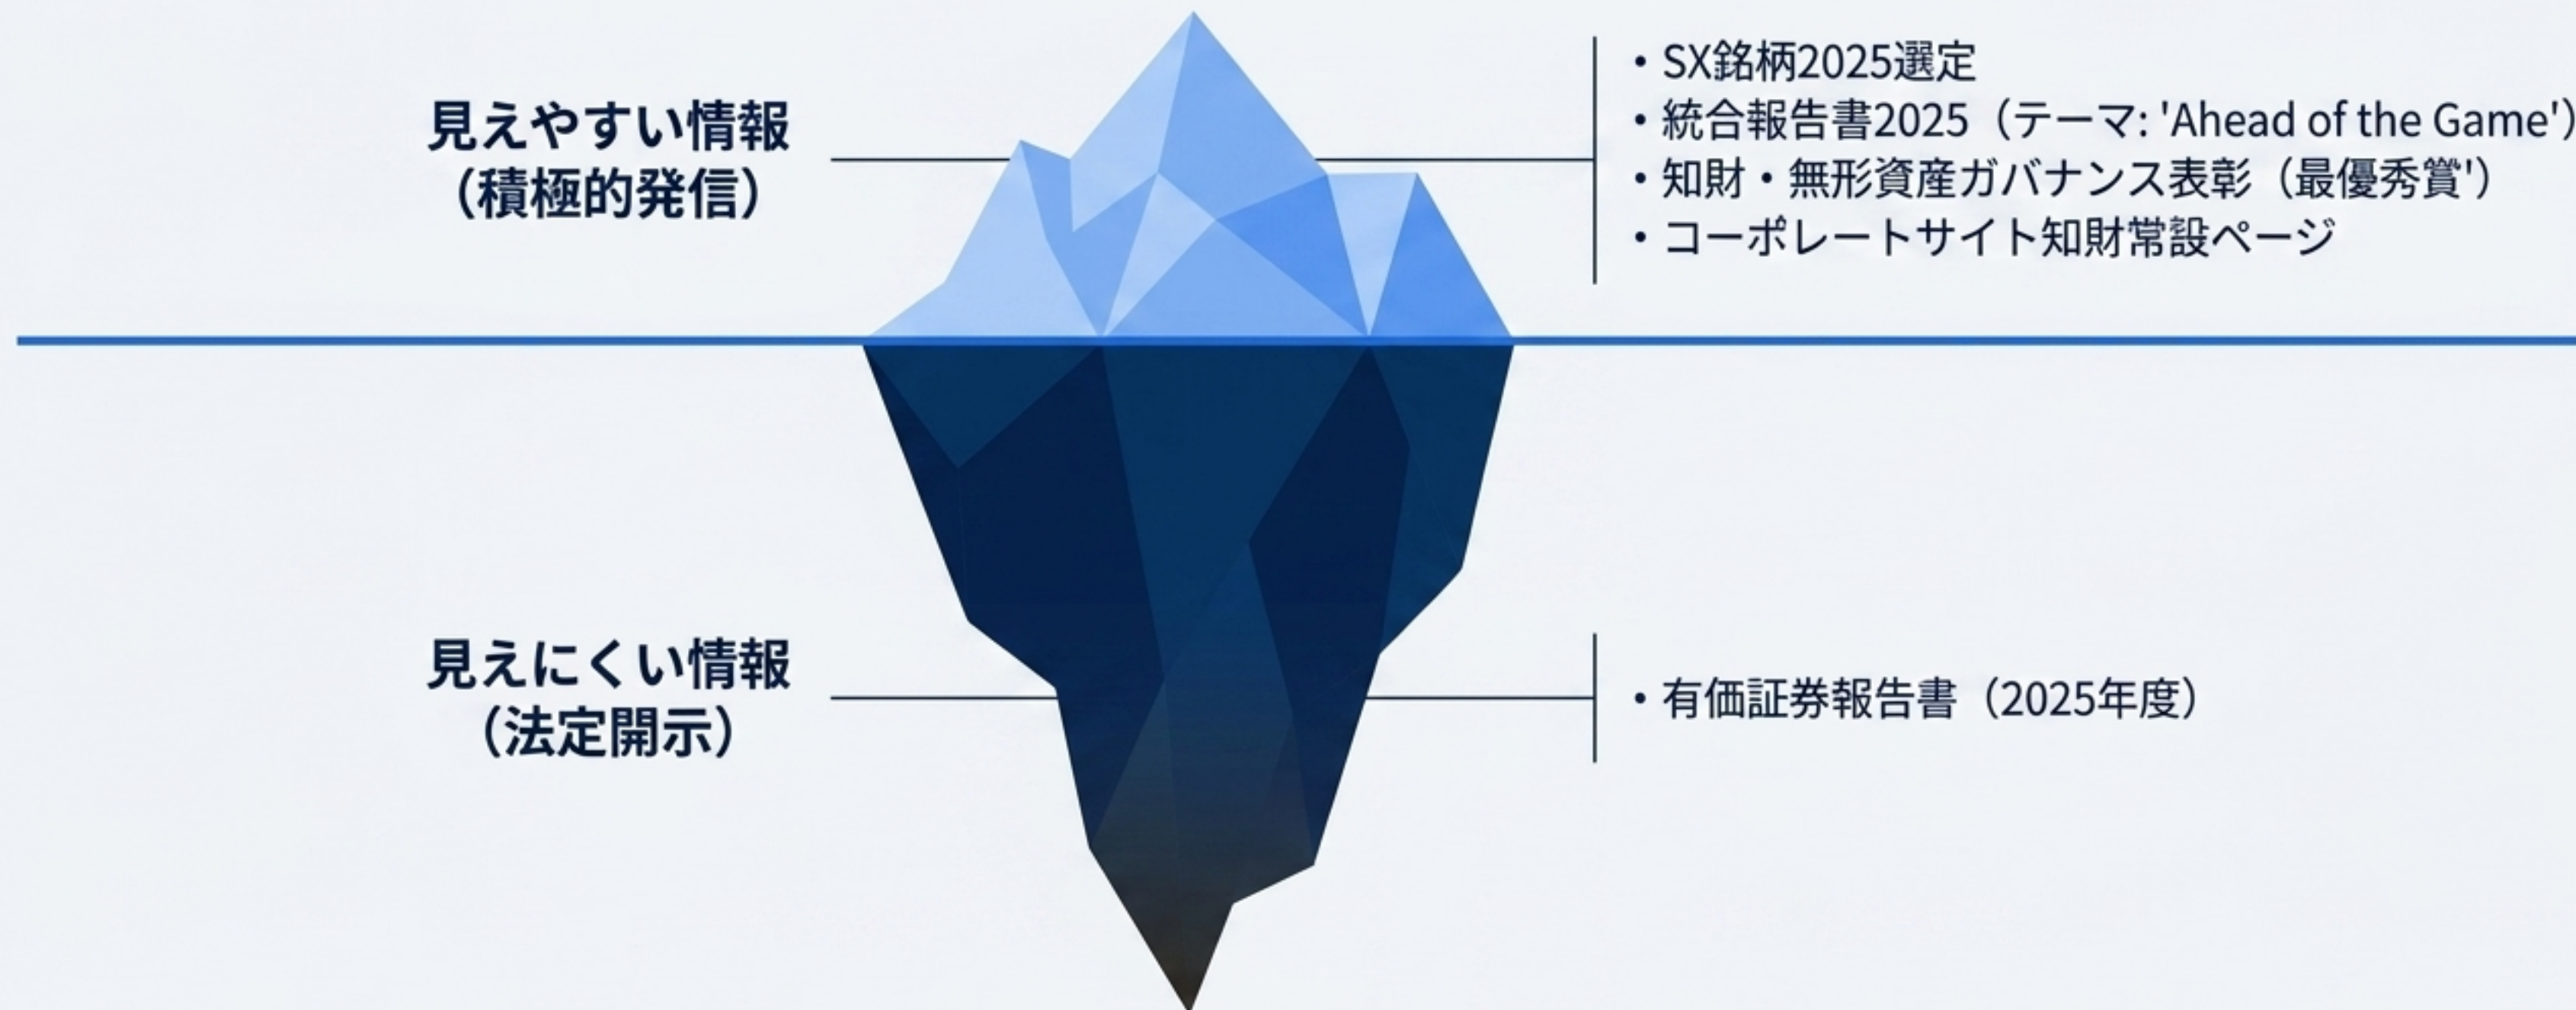 見えやすい情報
（積極的発信）
・SX銘柄2025選定
・統合報告書2025（テーマ: 'Ahead of the Game'）
・知財・無形資産ガバナンス表彰（最優秀賞'）
・コーポレートサイト知財常設ページ
見えにくい情報
（法定開示）
・有価証券報告書（2025年度）